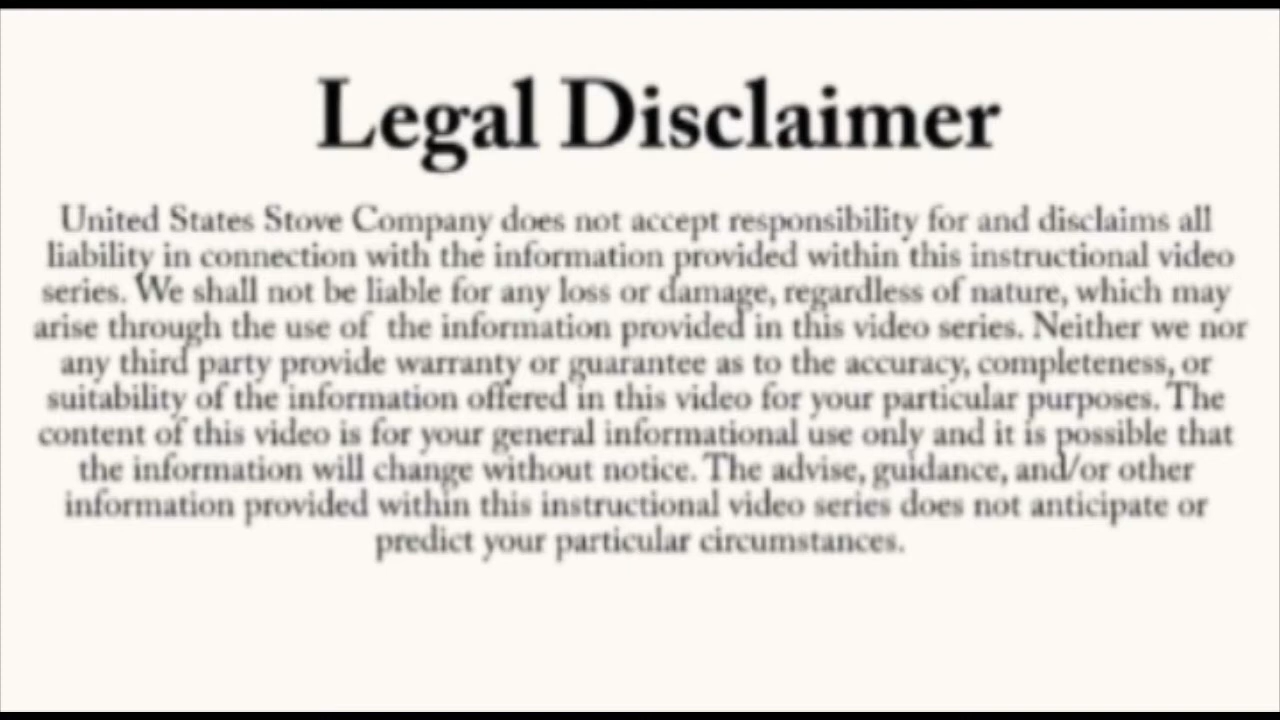 Legal Disclaimer
United States Stove Company does not accept responsibility for and disclaims all
liability in connection with the information provided within this instructional video
series. We shall not be liable for any loss or damage, regardless of nature, which may
arise through the use of  the information provided in this video series. Neither we nor
any third party provide warranty or guarantee as to the accuracy, completeness, or
suitability of the information offered in this video for your particular purposes. The
content of this video is for your general informational use only and it is possible that
the information will change without notice. The advise, guidance, and/or other
information provided within this instructional video series does not anticipate or
predict your particular circumstances.